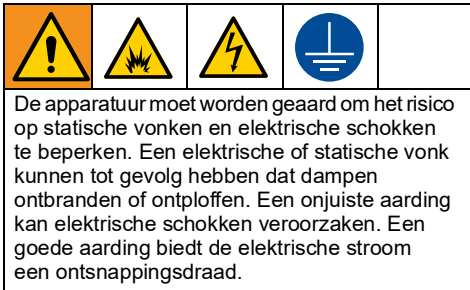 De apparatuur moet worden geaard om het risico
op statische vonken en elektrische schokken
te beperken. Een elektrische of statische vonk
kunnen tot gevolg hebben dat dampen
ontbranden of ontploffen. Een onjuiste aarding
kan elektrische schokken veroorzaken. Een
goede aarding biedt de elektrische stroom
een ontsnappingsdraad.